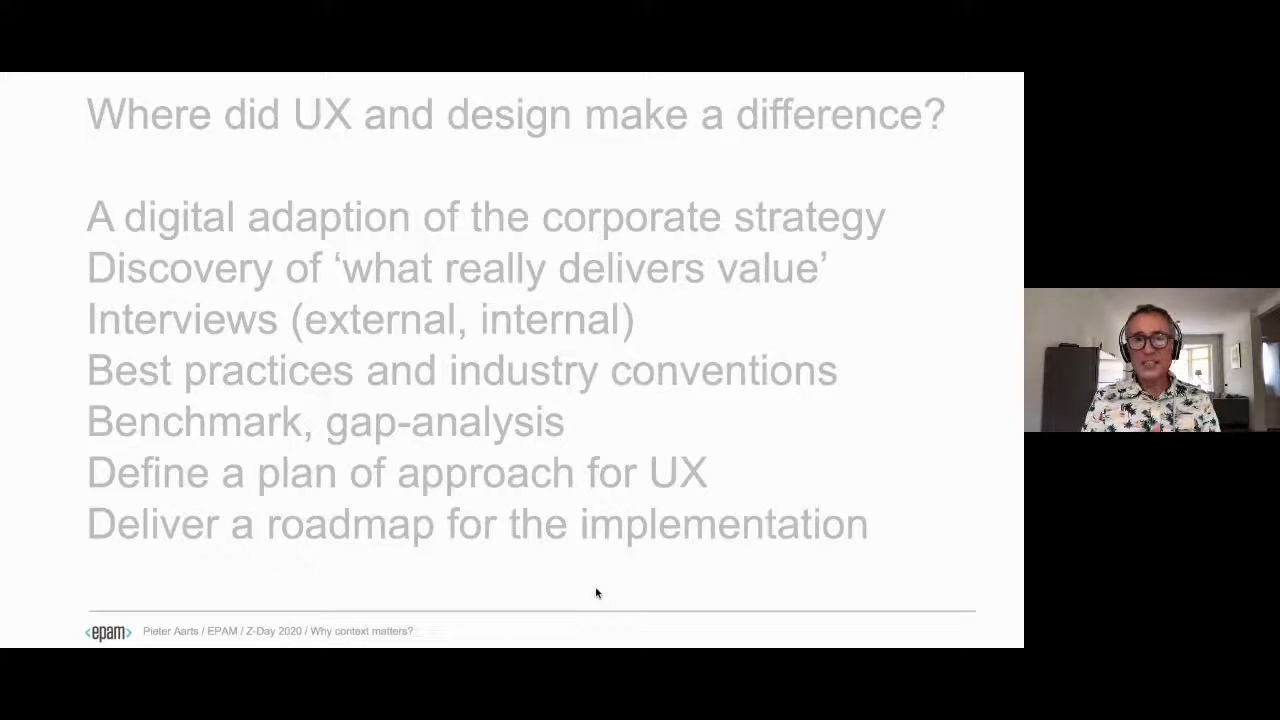 Where did UX and design make a difference?
A digital adaption of the corporate strategy
Discovery of ‘what really delivers value’
Interviews (external, internal)
Best practices and industry conventions
Benchmark, gap-analysis
Define a plan of approach for UX
Deliver a roadmap for the implementation
<epam> Pieter Aarts / EPAM / Z-Day 2020 / Why context matters?